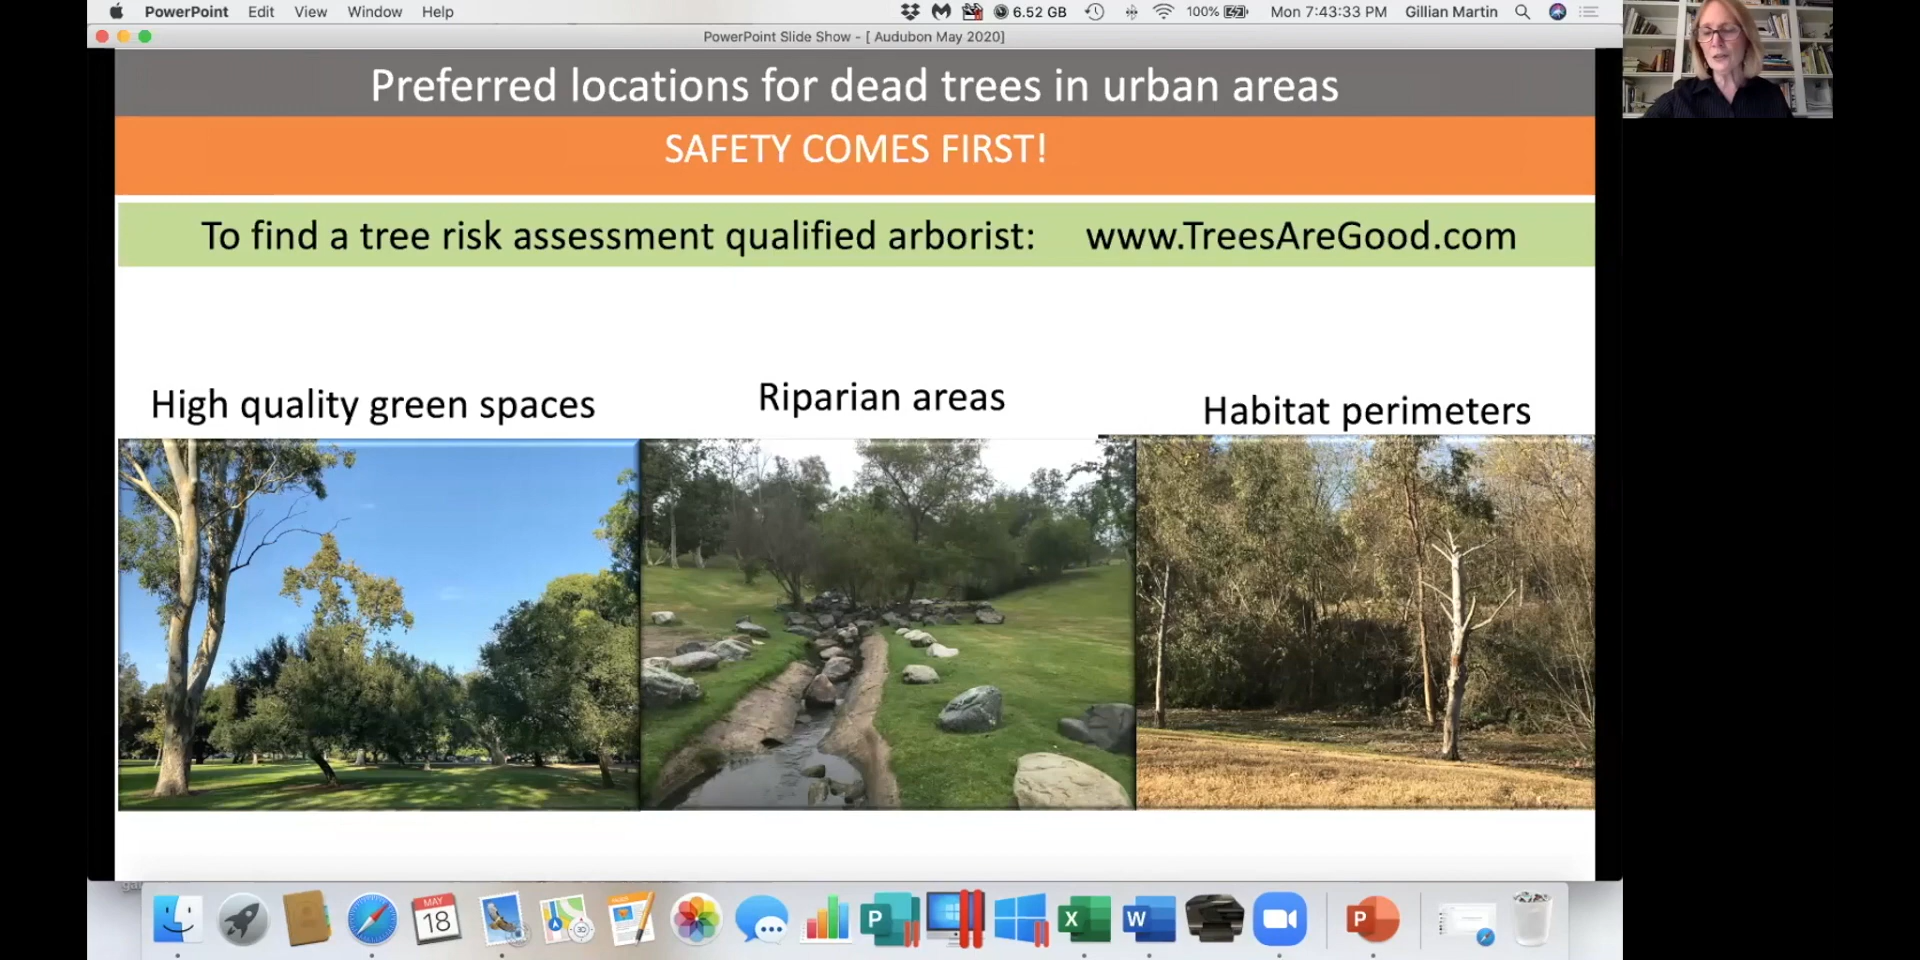 PowerPoint Edit View Window Help 6.52 GB 100% Mon 7:43:33 PM Gillian Martin
PowerPoint Slide Show - [ Audubon May 2020]
Preferred locations for dead trees in urban areas
SAFETY COMES FIRST!
To find a tree risk assessment qualified arborist: www.TreesAreGood.com
High quality green spaces
Riparian areas
Habitat perimeters
MAY
18
3D
P
X
W
P